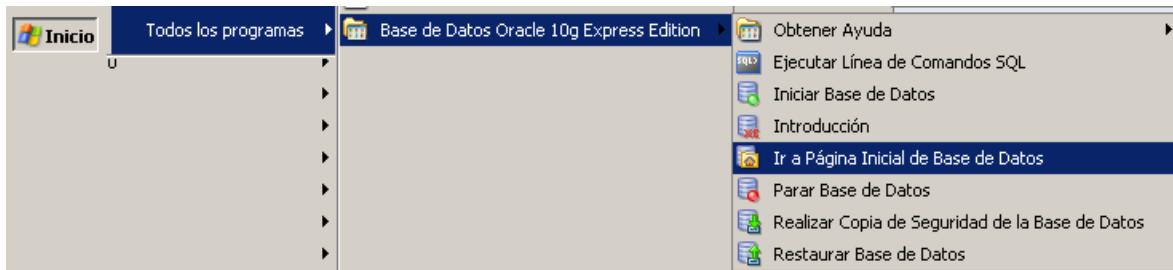 Inicio
Todos los programas
Base de Datos Oracle 10g Express Edition
Obtener Ayuda
Ejecutar Línea de Comandos SQL
Iniciar Base de Datos
Introducción
Ir a Página Inicial de Base de Datos
Parar Base de Datos
Realizar Copia de Seguridad de la Base de Datos
Restaurar Base de Datos